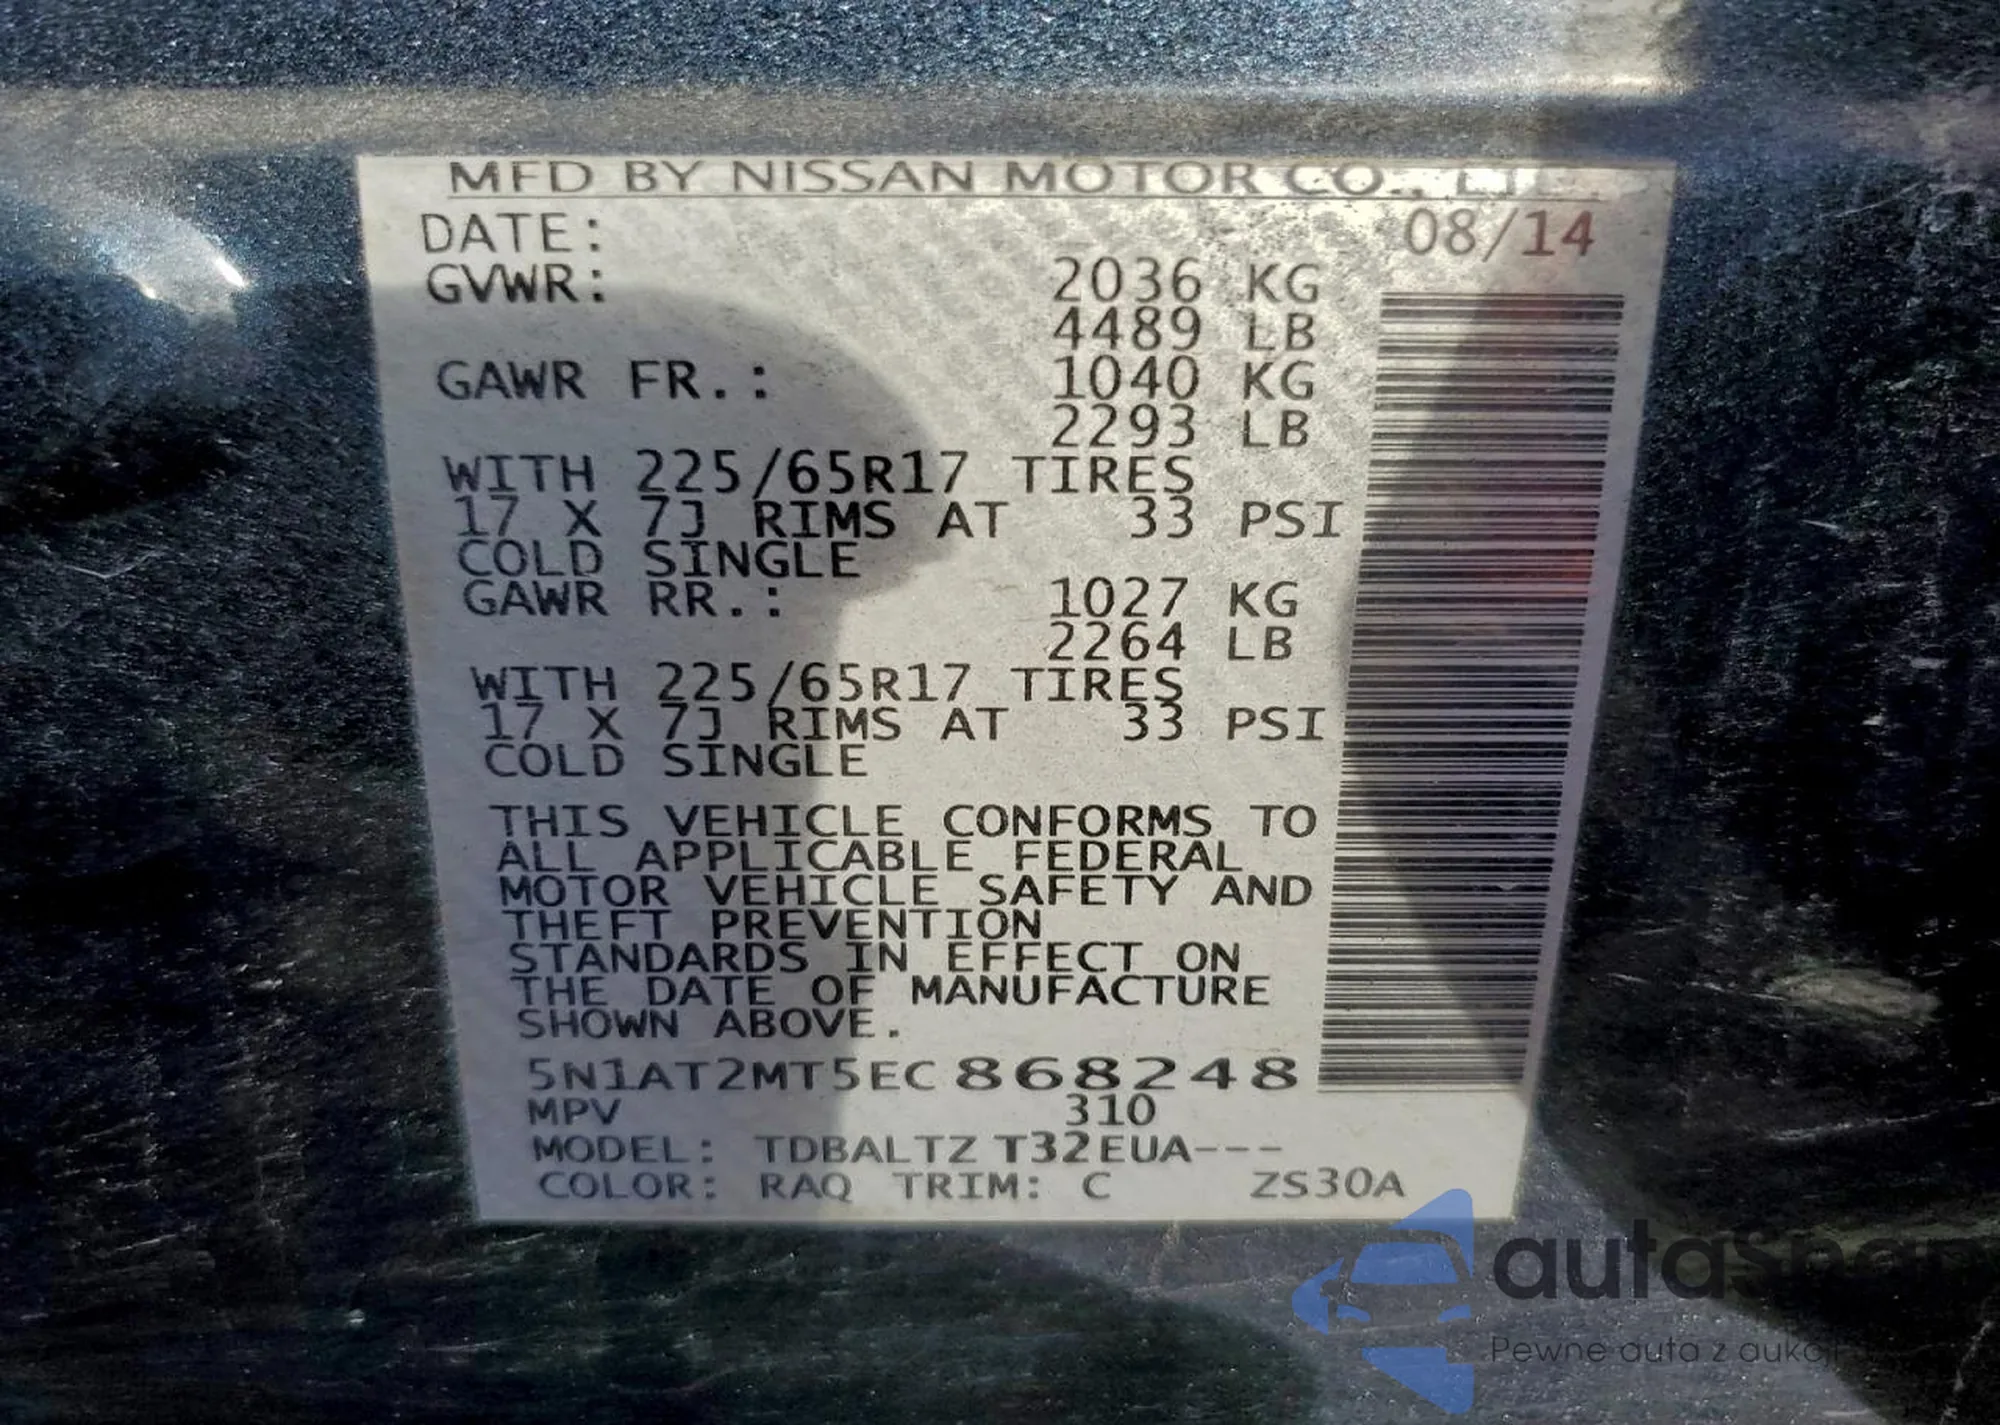 MFD BY NISSAN MOTOR CO., LTD.
DATE: 08/14
GVWR: 2036 KG
4489 LB
GAWR FR.: 1040 KG
2293 LB
WITH 225/65R17 TIRES
17 X 7J RIMS AT 33 PSI
COLD SINGLE
GAWR RR.: 1027 KG
2264 LB
WITH 225/65R17 TIRES
17 X 7J RIMS AT 33 PSI
COLD SINGLE
THIS VEHICLE CONFORMS TO
ALL APPLICABLE FEDERAL
MOTOR VEHICLE SAFETY AND
THEFT PREVENTION
STANDARDS IN EFFECT ON
THE DATE OF MANUFACTURE
SHOWN ABOVE.
5N1AT2MT5EC868248
MPV 310
MODEL: TDBALTZ T32EUA---
COLOR: RAQ TRIM: C ZS30A
Pewne auta z aukcji